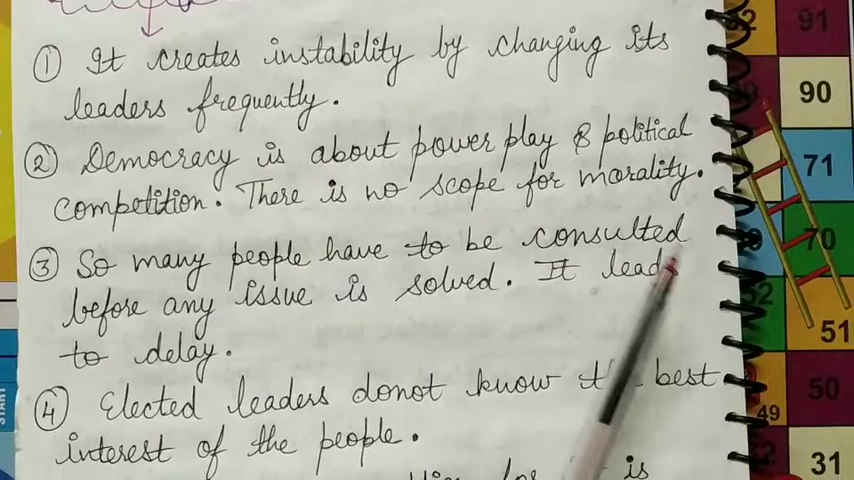 ① It creates instability by changing its
leaders frequently.
② Democracy is about power play & political
competition. There is no scope for morality.
③ So many people have to be consulted
before any issue is solved. It leads
to delay.
④ Elected leaders donot know the best
interest of the people.
is
91
90
71
70
51
50
49
31
START